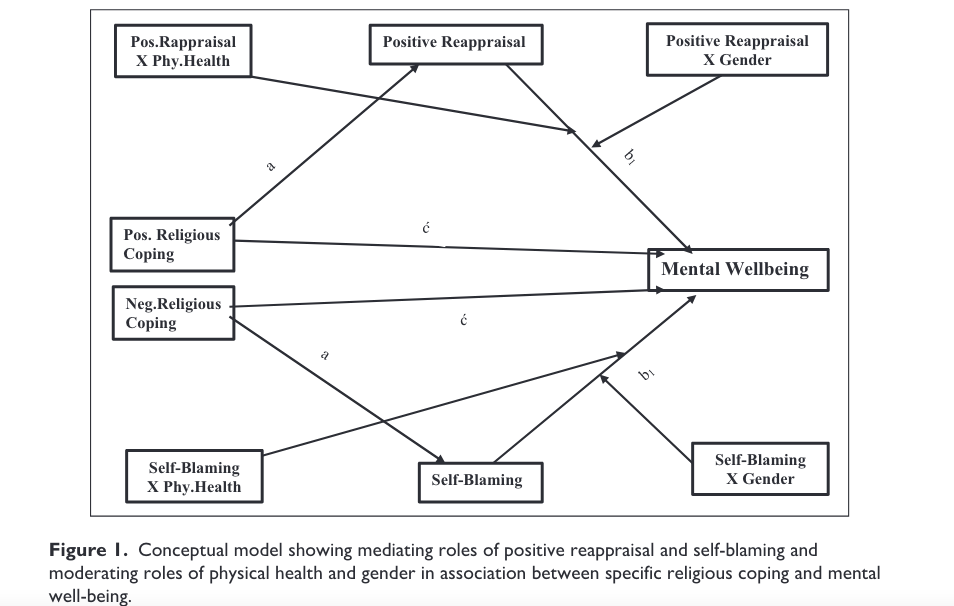 Pos.Rappraisal
X Phy.Health
Positive Reappraisal
Positive Reappraisal
X Gender
a
b1
Pos. Religious
Coping
ć
Mental Wellbeing
Neg.Religious
Coping
ć
a
b1
Self-Blaming
X Phy.Health
Self-Blaming
Self-Blaming
X Gender
Figure 1. Conceptual model showing mediating roles of positive reappraisal and self-blaming and
moderating roles of physical health and gender in association between specific religious coping and mental
well-being.